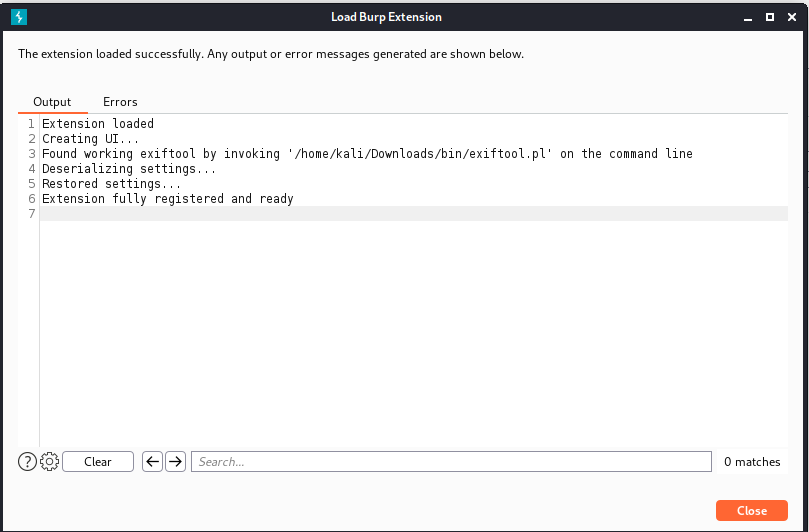 Load Burp Extension
The extension loaded successfully. Any output or error messages generated are shown below.
Output Errors
1 Extension loaded
2 Creating UI...
3 Found working exiftool by invoking '/home/kali/Downloads/bin/exiftool.pl' on the command line
4 Deserializing settings...
5 Restored settings...
6 Extension fully registered and ready
7
? Clear Search... 0 matches
Close